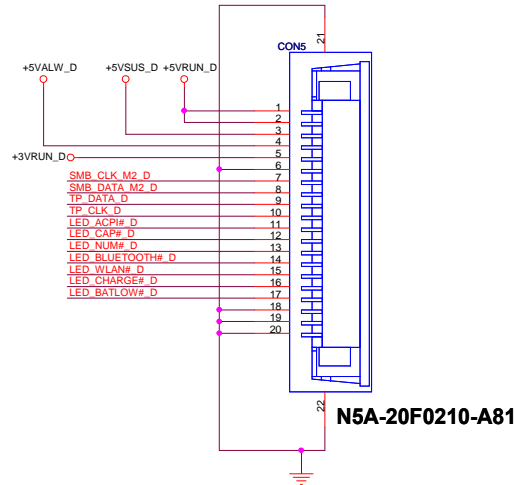 21
CON5
+5VALW_D
+5VSUS_D
+5VRUN_D
1
2
3
4
+3VRUN_D
5
6
SMB_CLK_M2_D
7
SMB_DATA_M2_D
8
TP_DATA_D
9
TP_CLK_D
10
LED_ACPI#_D
11
LED_CAP#_D
12
LED_NUM#_D
13
LED_BLUETOOTH#_D
14
LED_WLAN#_D
15
LED_CHARGE#_D
16
LED_BATLOW#_D
17
18
19
20
22
N5A-20F0210-A81